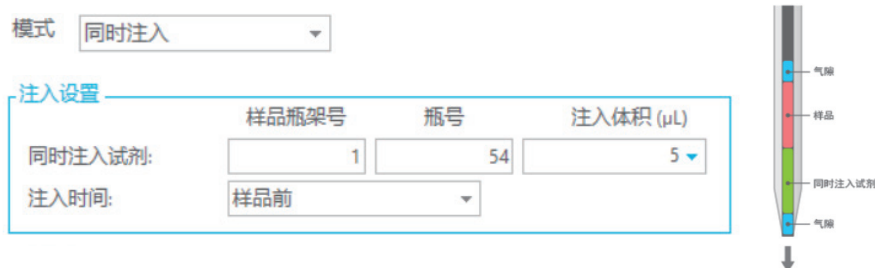 模式 同时注入
注入设置
样品瓶架号 瓶号 注入体积 (µL)
同时注入试剂: 1 54 5
注入时间: 样品前
气隙
样品
同时注入试剂
气隙